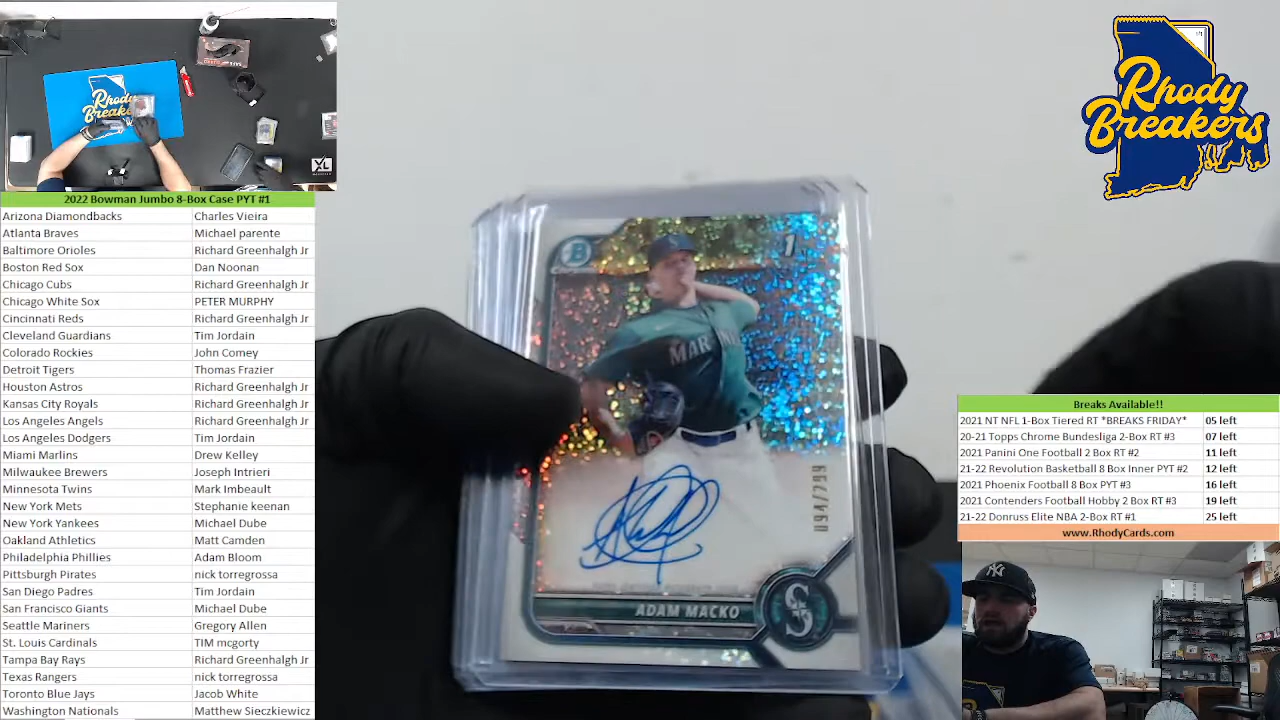 2022 Bowman Jumbo 8-Box Case PYT #1
Arizona Diamondbacks Charles Vieira
Atlanta Braves Michael parente
Baltimore Orioles Richard Greenhalgh Jr
Boston Red Sox Dan Noonan
Chicago Cubs Richard Greenhalgh Jr
Chicago White Sox PETER MURPHY
Cincinnati Reds Richard Greenhalgh Jr
Cleveland Guardians Tim Jordain
Colorado Rockies John Comey
Detroit Tigers Thomas Frazier
Houston Astros Richard Greenhalgh Jr
Kansas City Royals Richard Greenhalgh Jr
Los Angeles Angels Richard Greenhalgh Jr
Los Angeles Dodgers Tim Jordain
Miami Marlins Drew Kelley
Milwaukee Brewers Joseph Intrieri
Minnesota Twins Mark Imbeault
New York Mets Stephanie keenan
New York Yankees Michael Dube
Oakland Athletics Matt Camden
Philadelphia Phillies Adam Bloom
Pittsburgh Pirates nick torregrossa
San Diego Padres Tim Jordain
San Francisco Giants Michael Dube
Seattle Mariners Gregory Allen
St. Louis Cardinals TIM mcgorty
Tampa Bay Rays Richard Greenhalgh Jr
Texas Rangers nick torregrossa
Toronto Blue Jays Jacob White
Washington Nationals Matthew Sieczkiewicz
Rhody
Breakers
XL
B
1
MARIN
094/299
ADAM MACKO
S
Rhody
Breakers
Breaks Available!!
2021 NT NFL 1-Box Tiered RT *BREAKS FRIDAY* 05 left
20-21 Topps Chrome Bundesliga 2-Box RT #3 07 left
2021 Panini One Football 2 Box RT #2 11 left
21-22 Revolution Basketball 8 Box Inner PYT #2 12 left
2021 Phoenix Football 8 Box PYT #3 16 left
2021 Contenders Football Hobby 2 Box RT #3 19 left
21-22 Donruss Elite NBA 2-Box RT #1 25 left
www.RhodyCards.com
NY